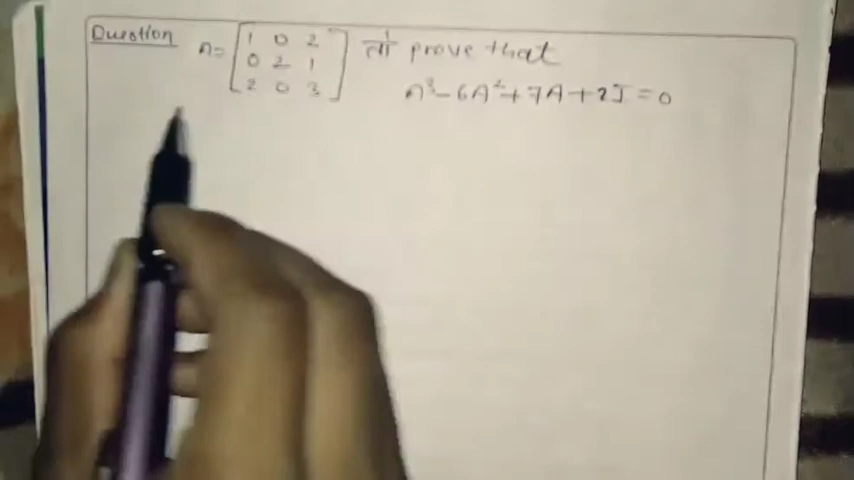 Question A = [1 0 2 prove that
0 2 1
2 0 3] A³ - 6A² + 7A + 2I = 0